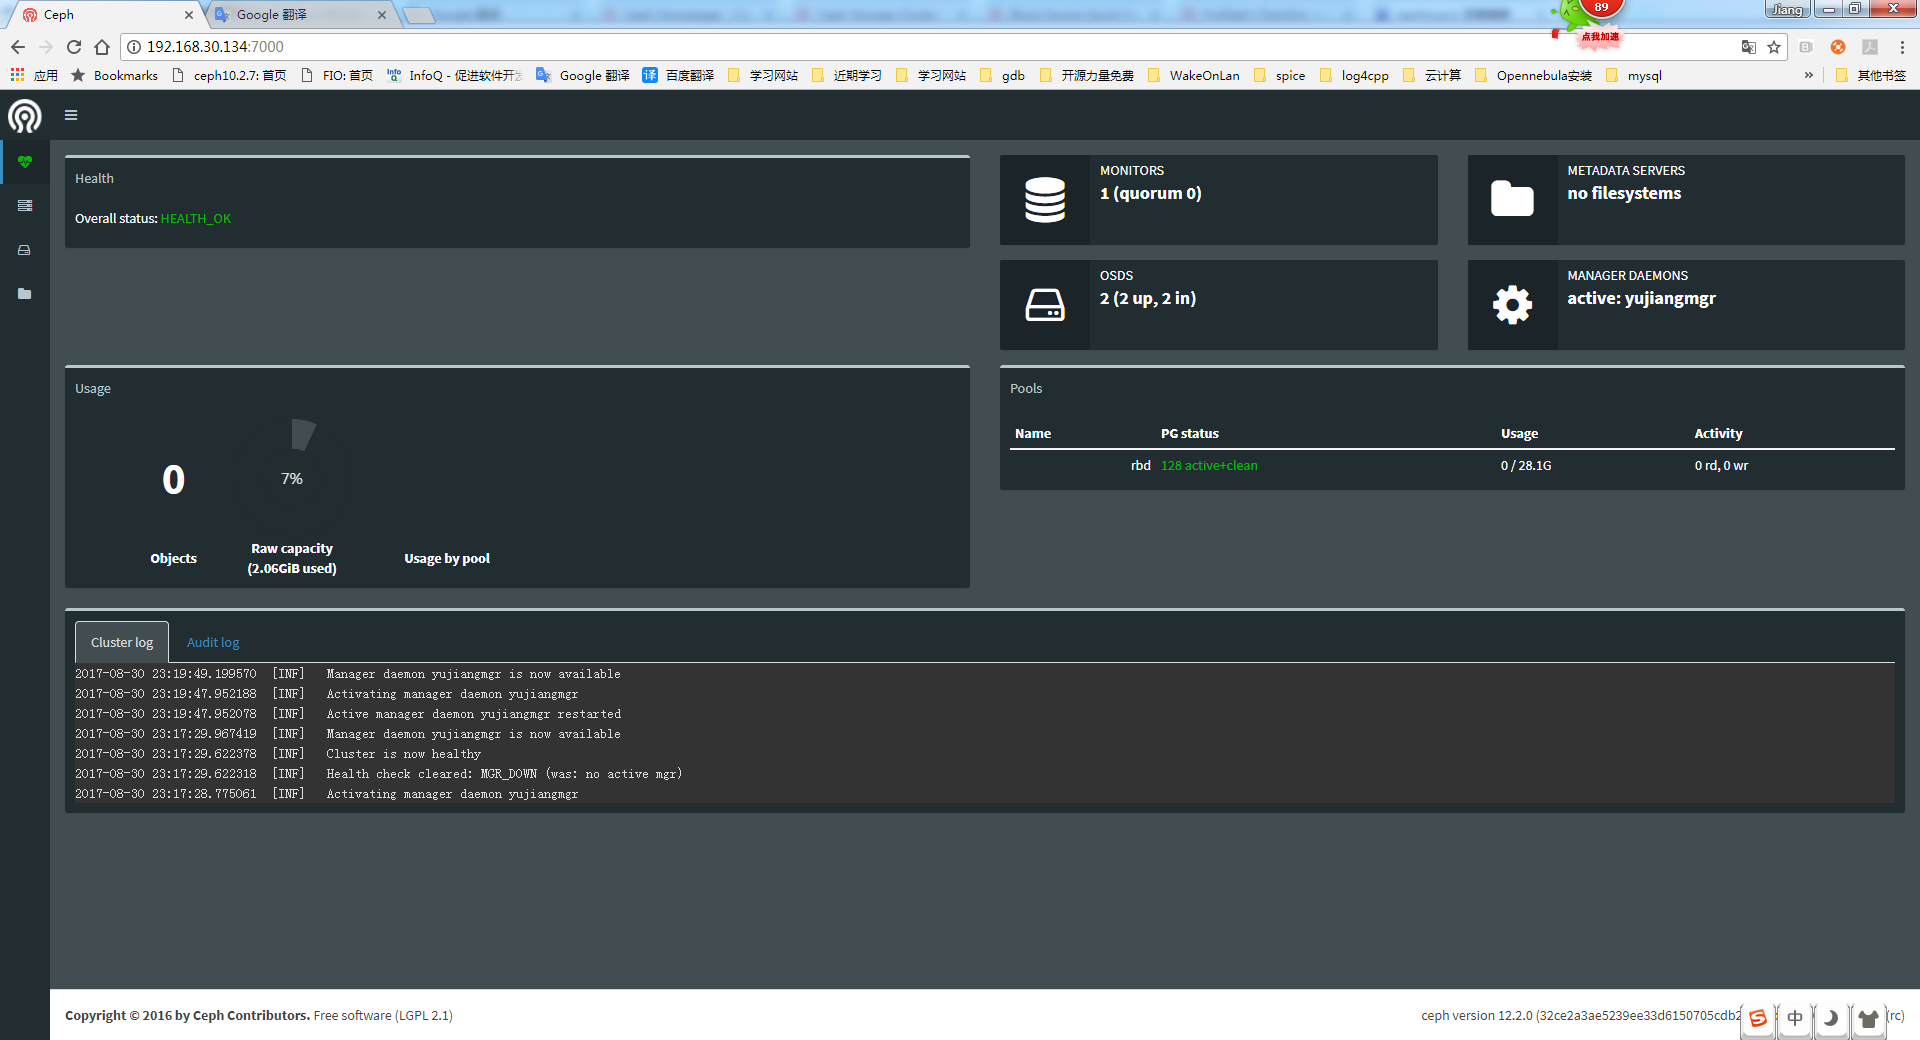 Ceph
Google 翻译
89
点我加速
Jiang
192.168.30.134:7000
应用
Bookmarks
ceph10.2.7: 首页
FIO: 首页
InfoQ - 促进软件开
Google 翻译
百度翻译
学习网站
近期学习
学习网站
gdb
开源力量免费
WakeOnLan
spice
log4cpp
云计算
Opennebula安装
mysql
»
其他书签
Health
Overall status: HEALTH_OK
MONITORS
1 (quorum 0)
METADATA SERVERS
no filesystems
OSDS
2 (2 up, 2 in)
MANAGER DAEMONS
active: yujiangmgr
Usage
0
7%
Objects
Raw capacity
(2.06GiB used)
Usage by pool
Pools
Name PG status Usage Activity
rbd 128 active+clean 0 / 28.1G 0 rd, 0 wr
Cluster log
Audit log
2017-08-30 23:19:49.199570 [INF] Manager daemon yujiangmgr is now available
2017-08-30 23:19:47.952188 [INF] Activating manager daemon yujiangmgr
2017-08-30 23:19:47.952078 [INF] Active manager daemon yujiangmgr restarted
2017-08-30 23:17:29.967419 [INF] Manager daemon yujiangmgr is now available
2017-08-30 23:17:29.622378 [INF] Cluster is now healthy
2017-08-30 23:17:29.622318 [INF] Health check cleared: MGR_DOWN (was: no active mgr)
2017-08-30 23:17:28.775061 [INF] Activating manager daemon yujiangmgr
Copyright © 2016 by Ceph Contributors. Free software (LGPL 2.1)
ceph version 12.2.0 (32ce2a3ae5239ee33d6150705cdb2 (rc)
中